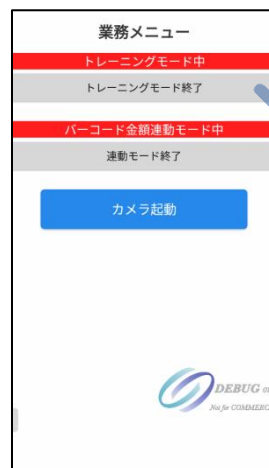 業務メニュー
トレーニングモード中
トレーニングモード終了
バーコード金額連動モード中
連動モード終了
カメラ起動
DEBUG
Not for COMMERC